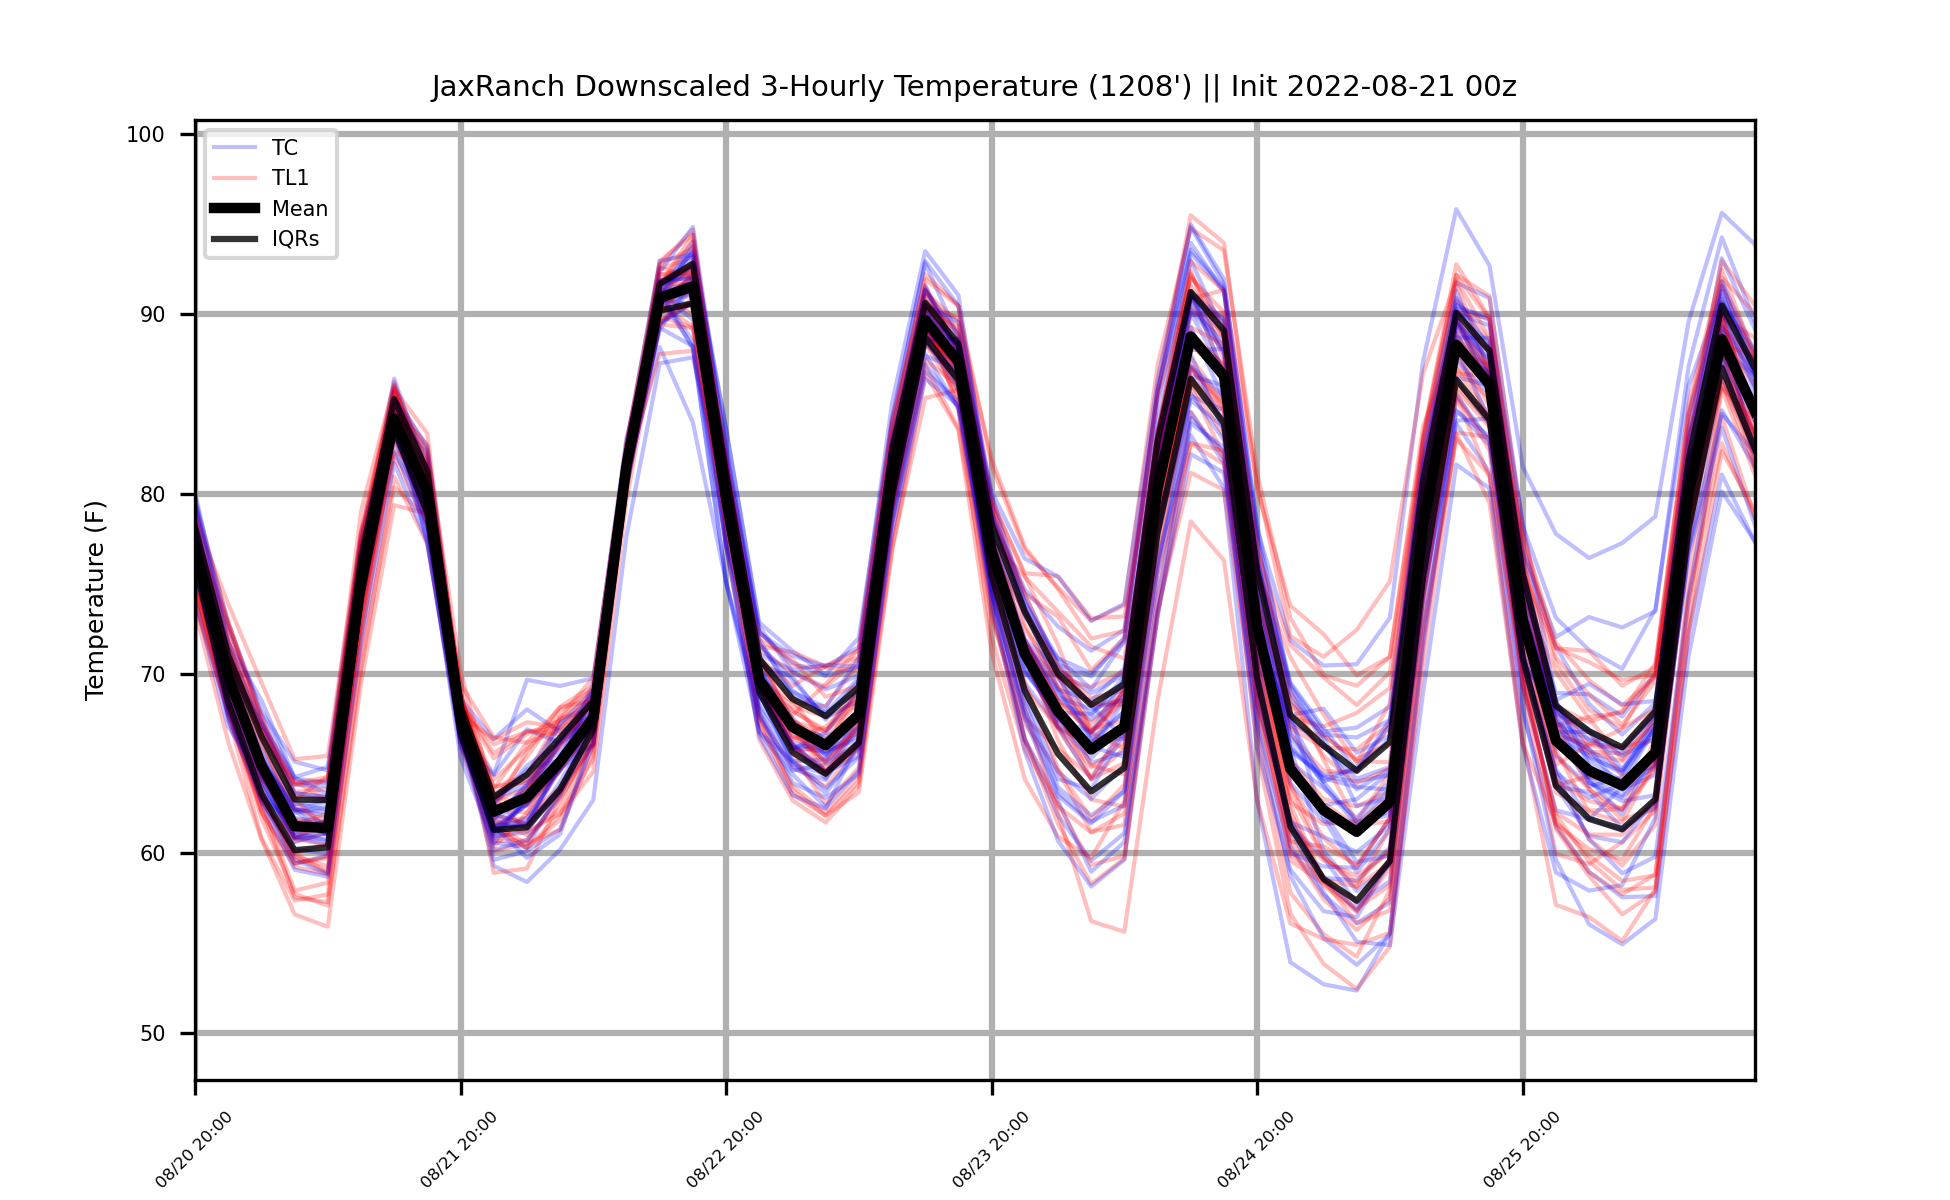 JaxRanch Downscaled 3-Hourly Temperature (1208') || Init 2022-08-21 00z
TC
TL1
Mean
IQRs
Temperature (F)
100
90
80
70
60
50
08/20 20:00
08/21 20:00
08/22 20:00
08/23 20:00
08/24 20:00
08/25 20:00